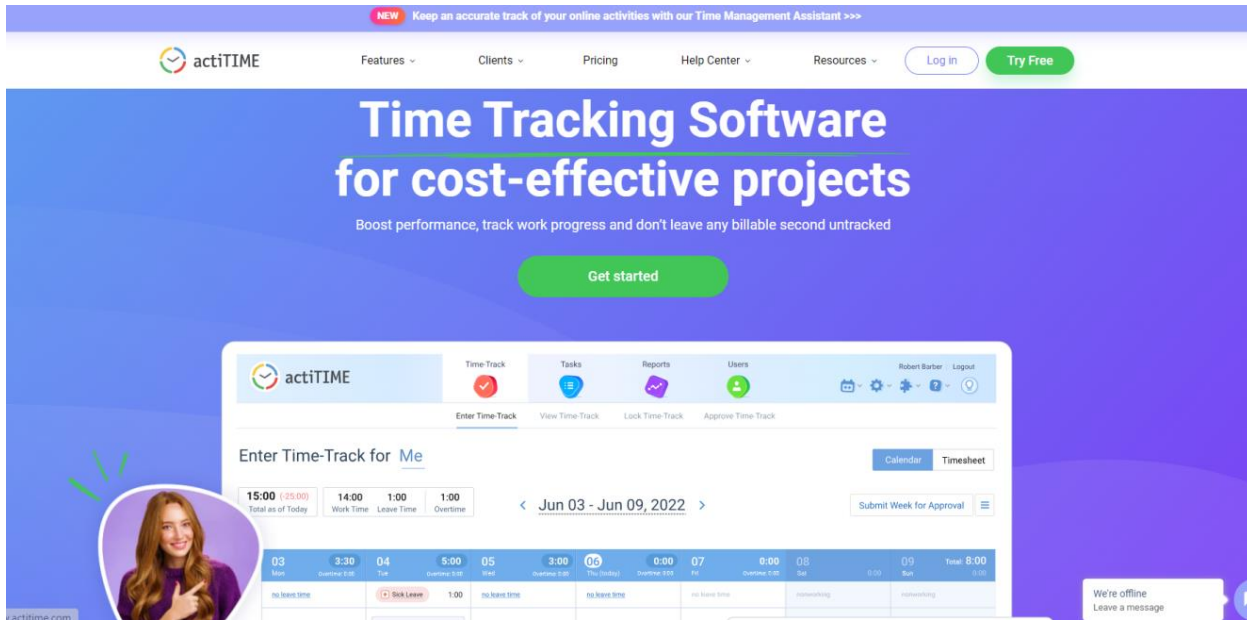 NEW Keep an accurate track of your online activities with our Time Management Assistant >>>
actiTIME Features Clients Pricing Help Center Resources Log in Try Free
Time Tracking Software
for cost-effective projects
Boost performance, track work progress and don't leave any billable second untracked
Get started
actiTIME Time-Track Tasks Reports Users Robert Barber Logout
Enter Time-Track View Time-Track Lock Time-Track Approve Time-Track
Enter Time-Track for Me
Calendar Timesheet
15:00 (-25:00) 14:00 1:00 1:00
Total as of Today Work Time Leave Time Overtime
< Jun 03 - Jun 09, 2022 >
Submit Week for Approval
03 3:30 04 5:00 05 3:00 06 0:00 07 0:00 08 09 Total: 8:00
Mon Tue Wed Thu (today) Fri Sat 0:00 Sun 0:00
no leave time Sick Leave 1:00 no leave time no leave time no leave time nonworking nonworking
We're offline
Leave a message
actitime.com